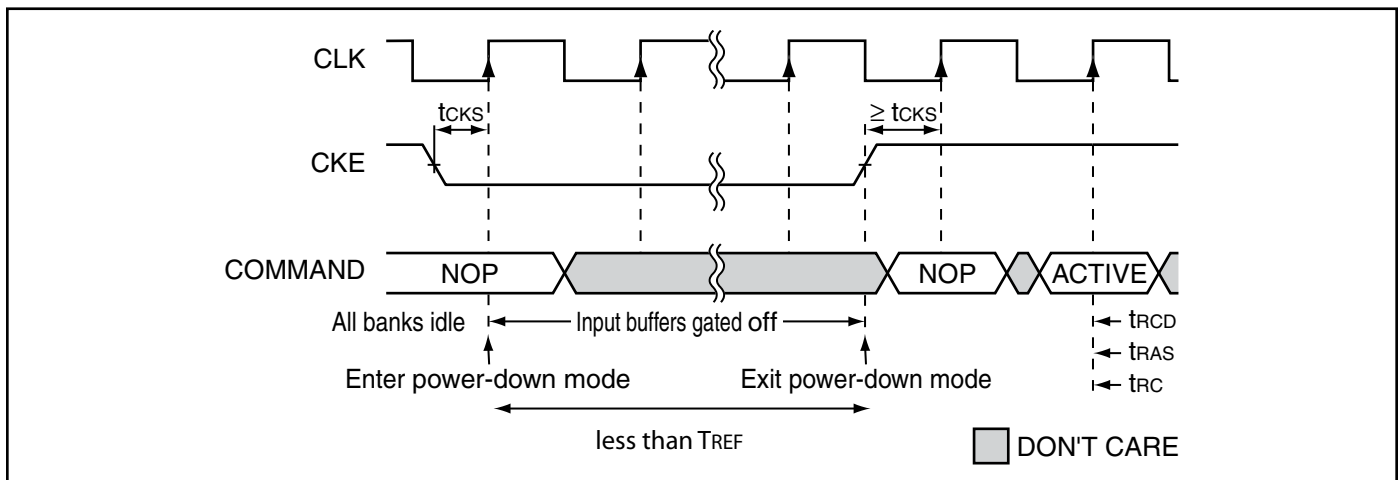 CLK
tCKS
≥ tCKS
CKE
COMMAND
NOP
NOP
ACTIVE
All banks idle
Input buffers gated off
tRCD
tRAS
Enter power-down mode
Exit power-down mode
tRC
less than TREF
DON'T CARE